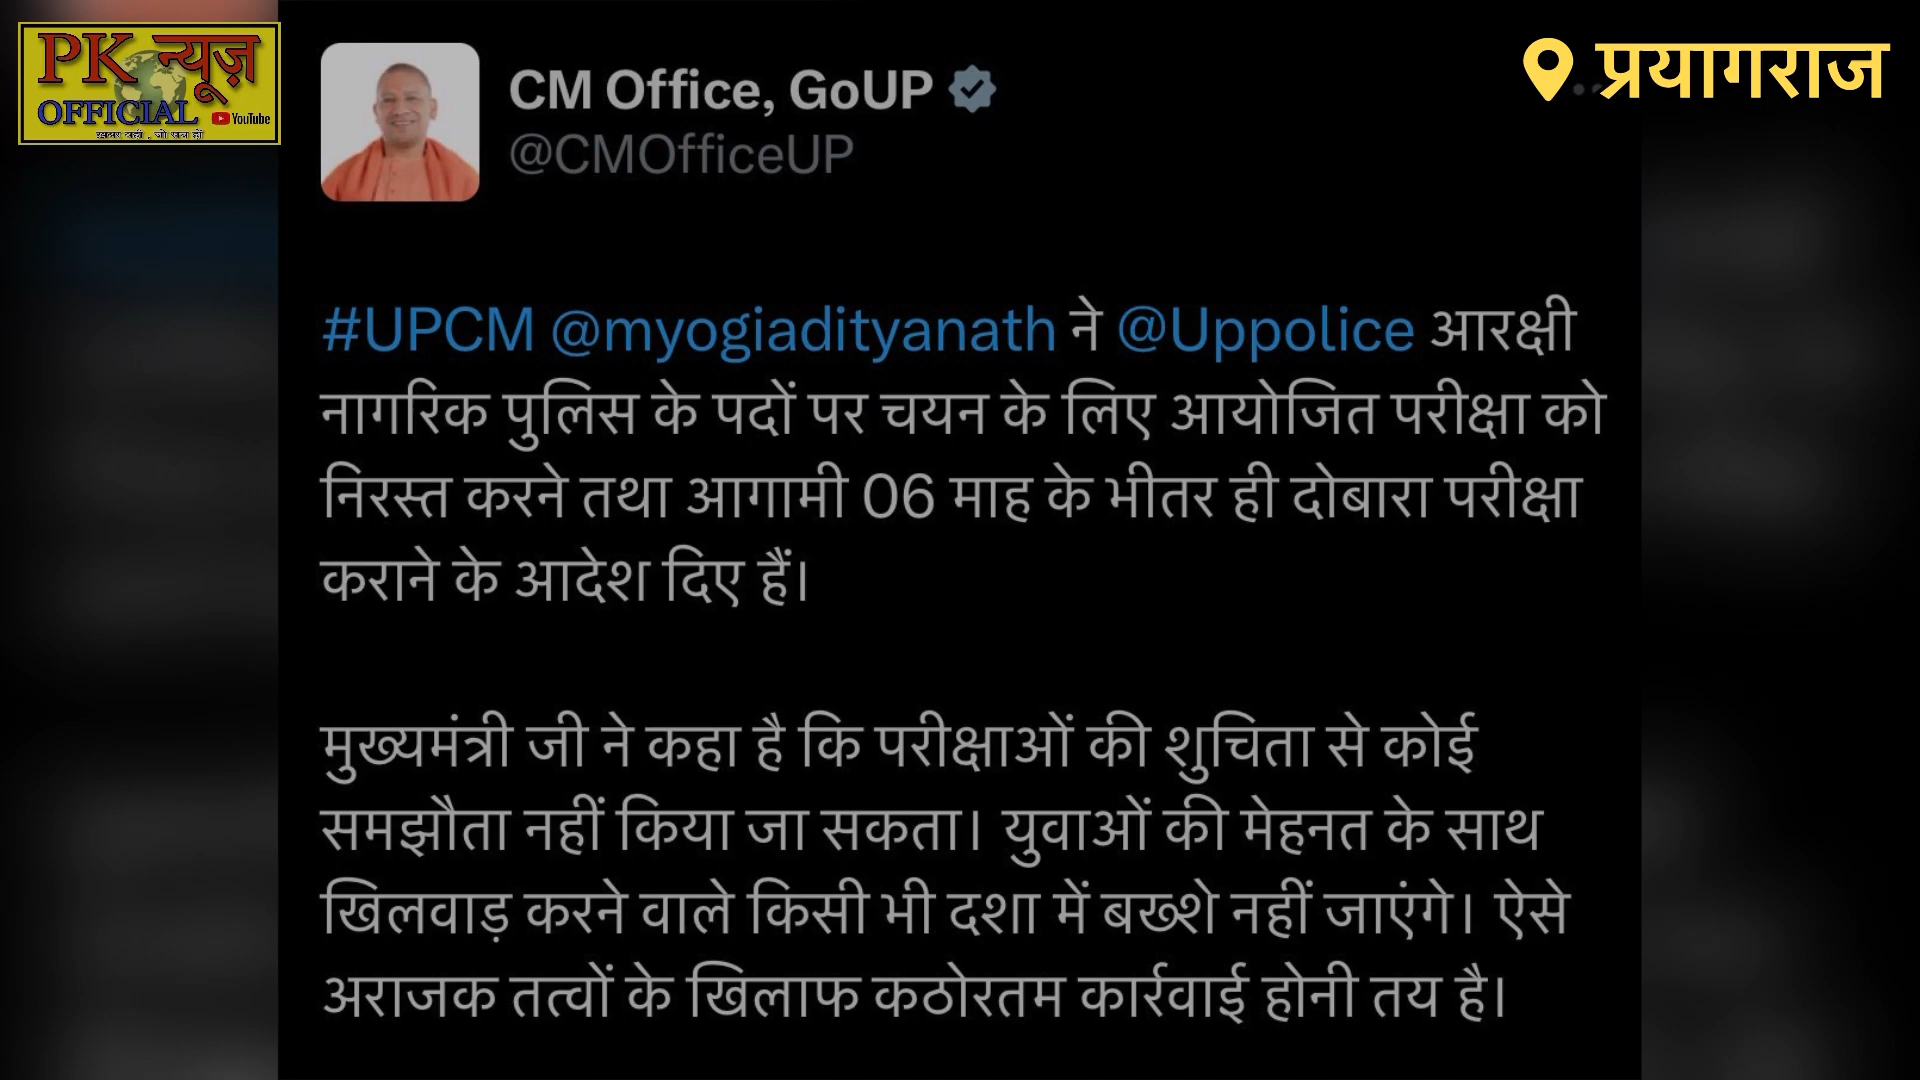 PK न्यूज़
OFFICIAL
YouTube
प्रयागराज
CM Office, GoUP
@CMOfficeUP
#UPCM @myogiadityanath ने @Uppolice आरक्षी
नागरिक पुलिस के पदों पर चयन के लिए आयोजित परीक्षा को
निरस्त करने तथा आगामी 06 माह के भीतर ही दोबारा परीक्षा
कराने के आदेश दिए हैं।
मुख्यमंत्री जी ने कहा है कि परीक्षाओं की शुचिता से कोई
समझौता नहीं किया जा सकता। युवाओं की मेहनत के साथ
खिलवाड़ करने वाले किसी भी दशा में बख्शे नहीं जाएंगे। ऐसे
अराजक तत्वों के खिलाफ कठोरतम कार्रवाई होनी तय है।